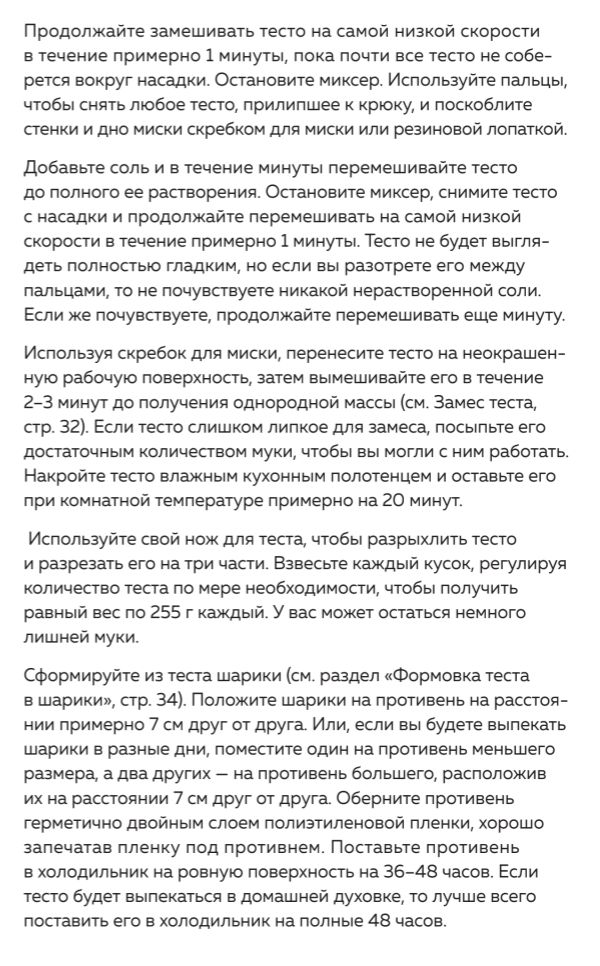 Продолжайте замешивать тесто на самой низкой скорости
в течение примерно 1 минуты, пока почти все тесто не собе-
рется вокруг насадки. Остановите миксер. Используйте пальцы,
чтобы снять любое тесто, прилипшее к крюку, и поскоблите
стенки и дно миски скребком для миски или резиновой лопаткой.
Добавьте соль и в течение минуты перемешивайте тесто
до полного ее растворения. Остановите миксер, снимите тесто
с насадки и продолжайте перемешивать на самой низкой
скорости в течение примерно 1 минуты. Тесто не будет выгля-
деть полностью гладким, но если вы разотрете его между
пальцами, то не почувствуете никакой нерастворенной соли.
Если же почувствуете, продолжайте перемешивать еще минуту.
Используя скребок для миски, перенесите тесто на неокрашен-
ную рабочую поверхность, затем вымешивайте его в течение
2–3 минут до получения однородной массы (см. Замес теста,
стр. 32). Если тесто слишком липкое для замеса, посыпьте его
достаточным количеством муки, чтобы вы могли с ним работать.
Накройте тесто влажным кухонным полотенцем и оставьте его
при комнатной температуре примерно на 20 минут.
Используйте свой нож для теста, чтобы разрыхлить тесто
и разрезать его на три части. Взвесьте каждый кусок, регулируя
количество теста по мере необходимости, чтобы получить
равный вес по 255 г каждый. У вас может остаться немного
лишней муки.
Сформируйте из теста шарики (см. раздел «Формовка теста
в шарики», стр. 34). Положите шарики на противень на расстоя-
нии примерно 7 см друг от друга. Или, если вы будете выпекать
шарики в разные дни, поместите один на противень меньшего
размера, а два других — на противень большего, расположив
их на расстоянии 7 см друг от друга. Оберните противень
герметично двойным слоем полиэтиленовой пленки, хорошо
запечатав пленку под противнем. Поставьте противень
в холодильник на ровную поверхность на 36–48 часов. Если
тесто будет выпекаться в домашней духовке, то лучше всего
поставить его в холодильник на полные 48 часов.